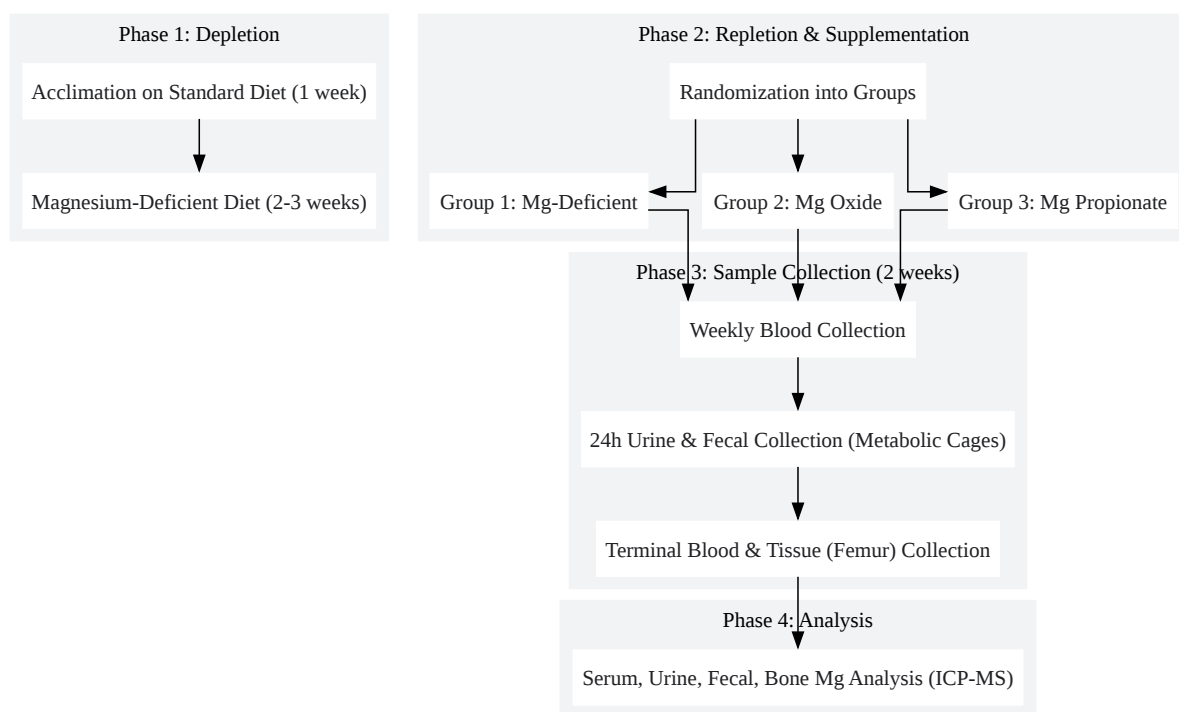 Phase 1: Depletion
Acclimation on Standard Diet (1 week)
Magnesium-Deficient Diet (2-3 weeks)
Phase 2: Repletion & Supplementation
Randomization into Groups
Group 1: Mg-Deficient
Group 2: Mg Oxide
Group 3: Mg Propionate
Phase 3: Sample Collection (2 weeks)
Weekly Blood Collection
24h Urine & Fecal Collection (Metabolic Cages)
Terminal Blood & Tissue (Femur) Collection
Phase 4: Analysis
Serum, Urine, Fecal, Bone Mg Analysis (ICP-MS)